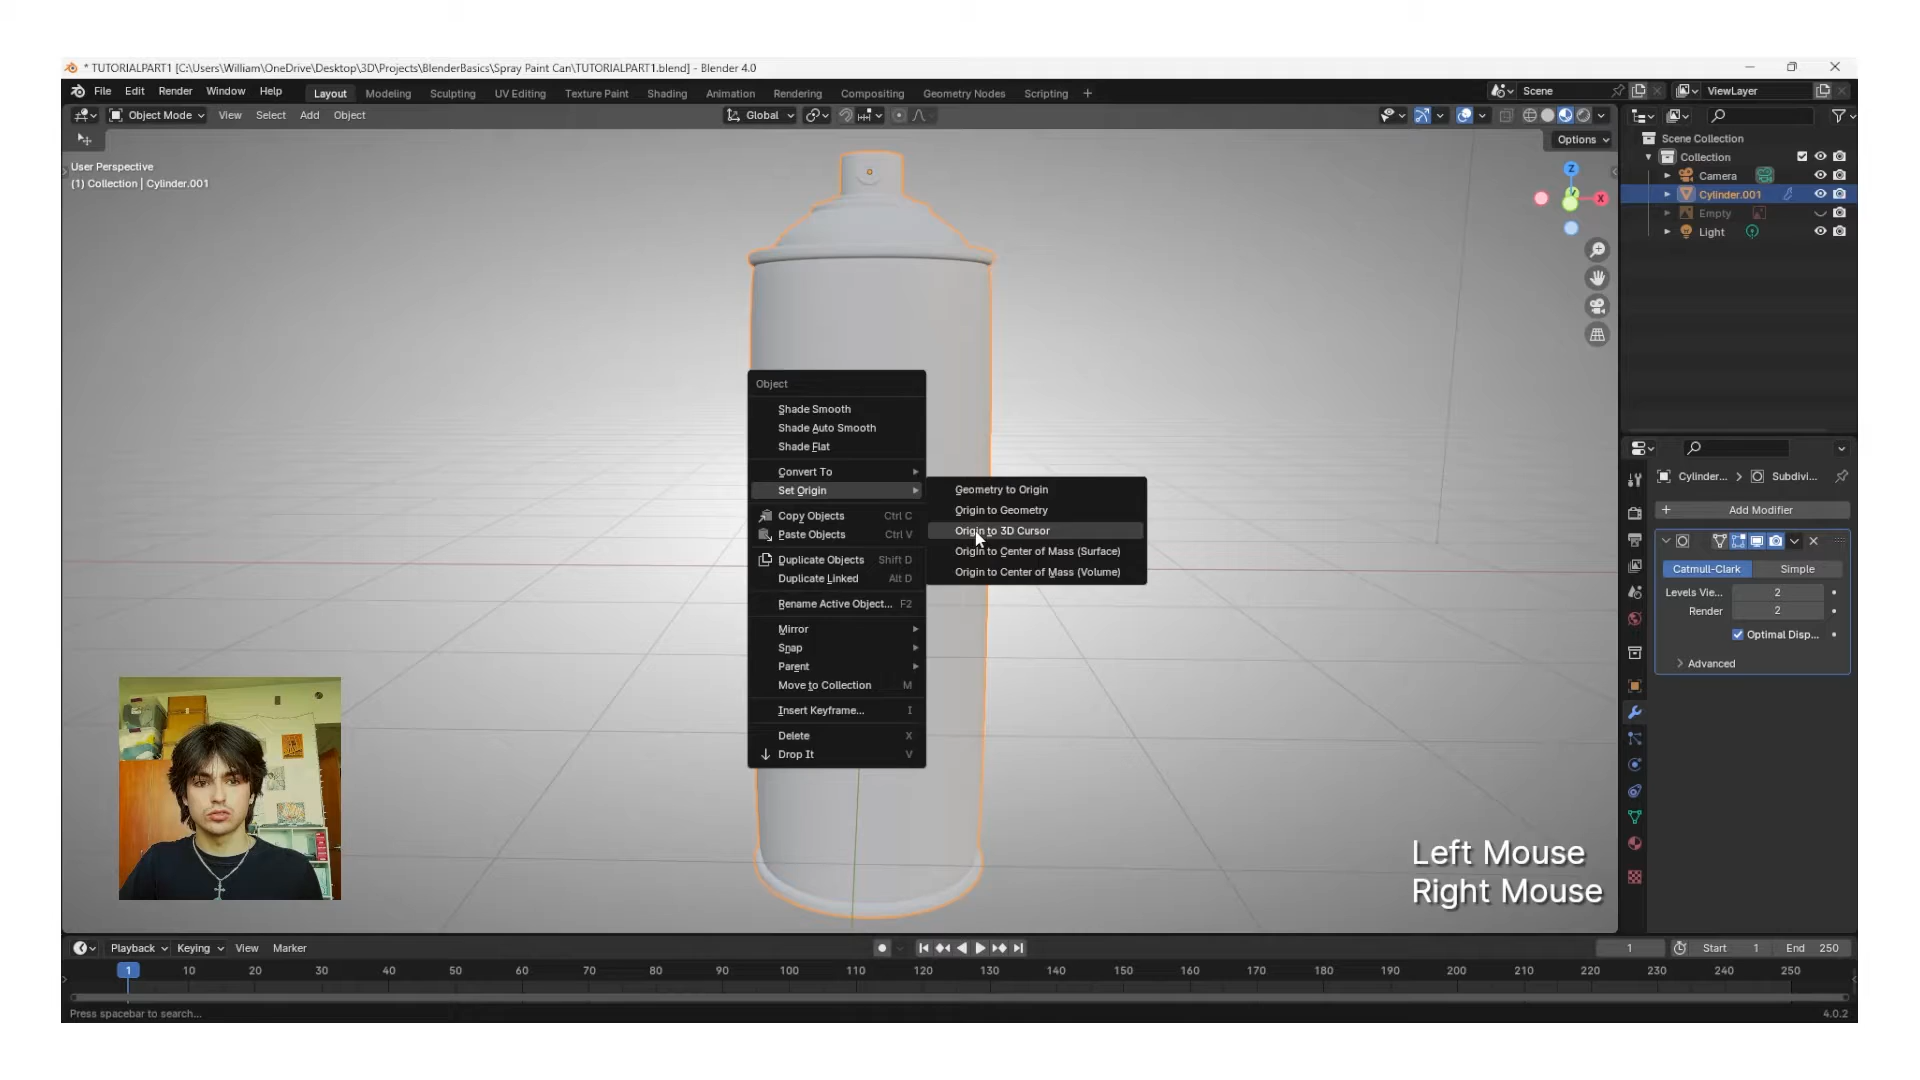 * TUTORIALPART1 [C:\Users\William\OneDrive\Desktop\3D\Projects\BlenderBasics\Spray Paint Can\TUTORIALPART1.blend] - Blender 4.0
File Edit Render Window Help Layout Modeling Sculpting UV Editing Texture Paint Shading Animation Rendering Compositing Geometry Nodes Scripting + Scene ViewLayer
Object Mode View Select Add Object Global
Options
User Perspective
(1) Collection | Cylinder.001
Z
X
Scene Collection
Collection
Camera
Cylinder.001
Empty
Light
Object
Shade Smooth
Shade Auto Smooth
Shade Flat
Convert To
Set Origin
Copy Objects Ctrl C
Paste Objects Ctrl V
Duplicate Objects Shift D
Duplicate Linked Alt D
Rename Active Object... F2
Mirror
Snap
Parent
Move to Collection M
Insert Keyframe... I
Delete X
Drop It V
Geometry to Origin
Origin to Geometry
Origin to 3D Cursor
Origin to Center of Mass (Surface)
Origin to Center of Mass (Volume)
Cylinder... > Subdivi...
+ Add Modifier
Catmull-Clark Simple
Levels Vie... 2
Render 2
Optimal Disp...
Advanced
Left Mouse
Right Mouse
Playback Keying View Marker 1 Start 1 End 250
1 10 20 30 40 50 60 70 80 90 100 110 120 130 140 150 160 170 180 190 200 210 220 230 240 250
Press spacebar to search...
4.0.2